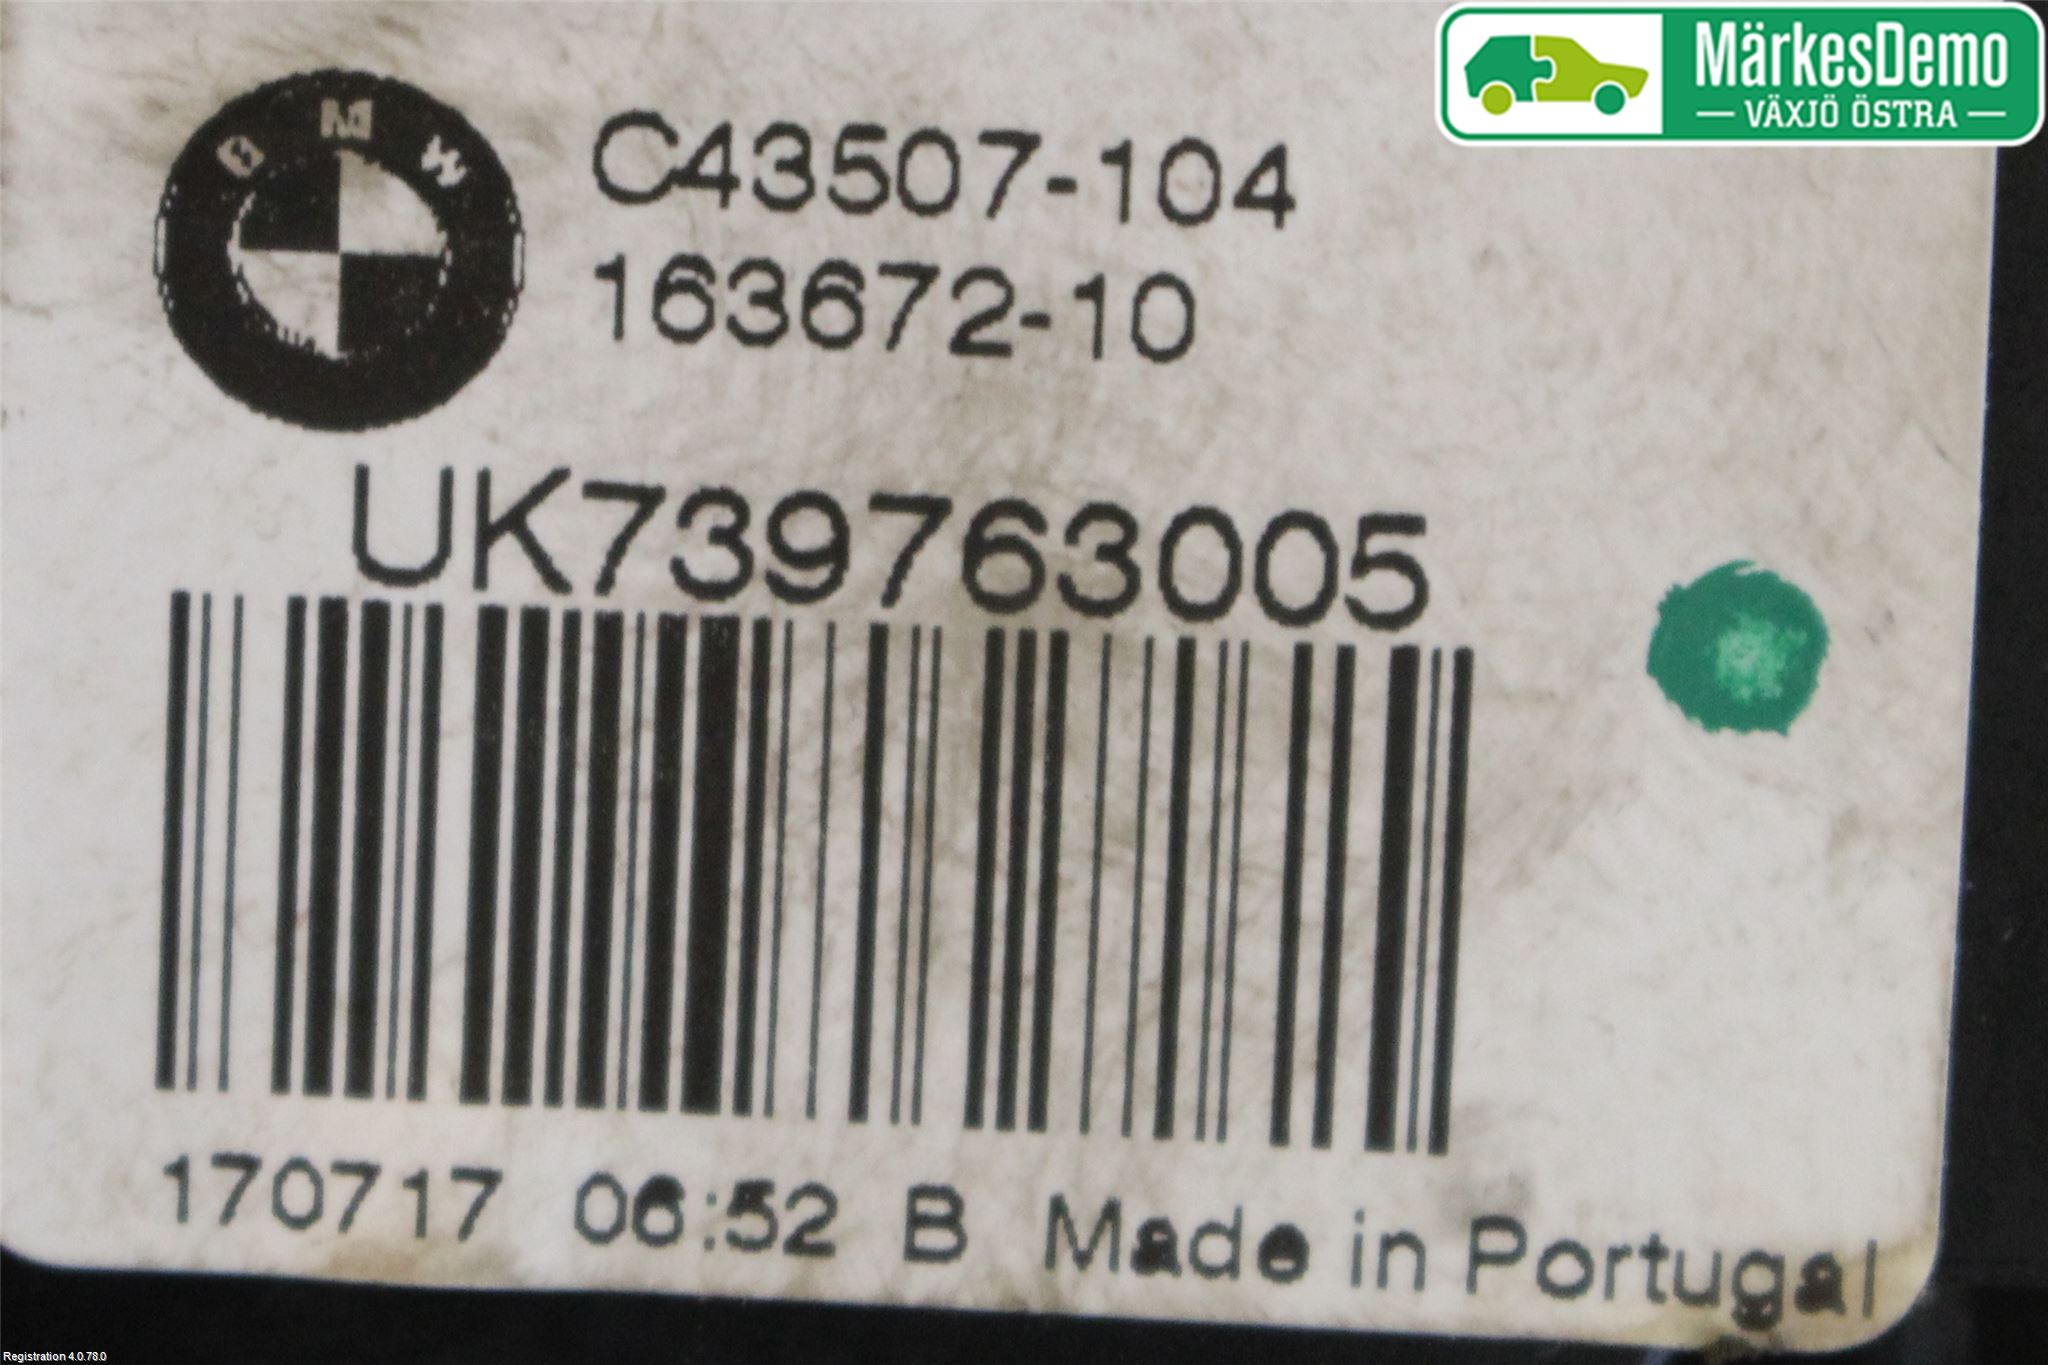 MärkesDemo
VÄXJÖ ÖSTRA
BMW
C43507-104
163672-10
UK739763005
170717 06:52 B Made in Portugal
Registration 4.0.78.0